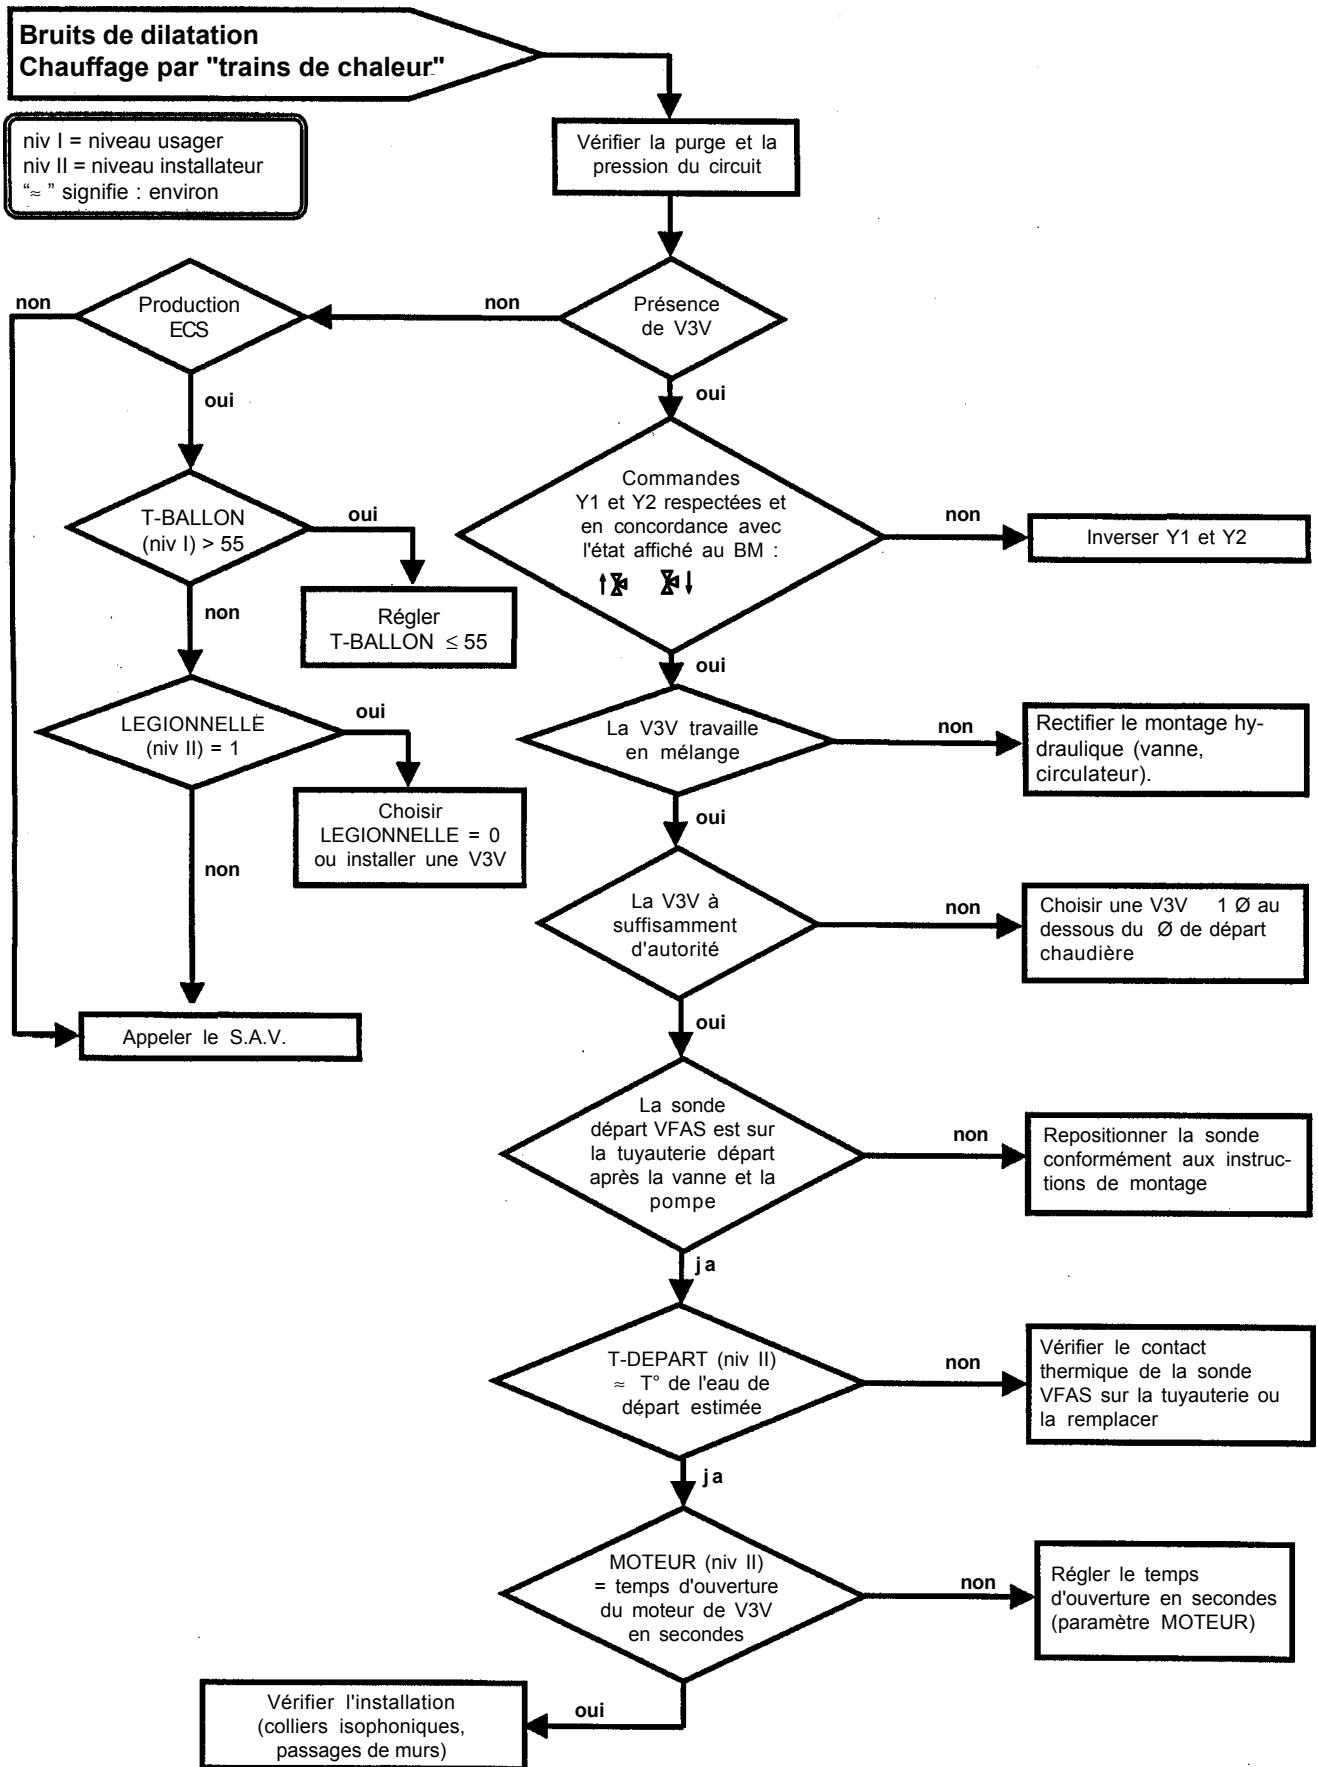 Bruits de dilatation
Chauffage par "trains de chaleur"
niv I = niveau usager
niv II = niveau installateur
“≈ ” signifie : environ
Vérifier la purge et la
pression du circuit
Présence
de V3V
non
oui
Production
ECS
non
oui
T-BALLON
(niv I) > 55
oui
Régler
T-BALLON ≤ 55
non
LEGIONNELLE
(niv II) = 1
oui
Choisir
LEGIONNELLE = 0
ou installer une V3V
non
Appeler le S.A.V.
Commandes
Y1 et Y2 respectées et
en concordance avec
l'état affiché au BM :
non
Inverser Y1 et Y2
oui
La V3V travaille
en mélange
non
Rectifier le montage hy-
draulique (vanne,
circulateur).
oui
La V3V à
suffisamment
d'autorité
non
Choisir une V3V 1 Ø au
dessous du Ø de départ
chaudière
oui
La sonde
départ VFAS est sur
la tuyauterie départ
après la vanne et la
pompe
non
Repositionner la sonde
conformément aux instruc-
tions de montage
ja
T-DEPART (niv II)
≈ T° de l'eau de
départ estimée
non
Vérifier le contact
thermique de la sonde
VFAS sur la tuyauterie ou
la remplacer
ja
MOTEUR (niv II)
= temps d'ouverture
du moteur de V3V
en secondes
non
Régler le temps
d'ouverture en secondes
(paramètre MOTEUR)
oui
Vérifier l'installation
(colliers isophoniques,
passages de murs)